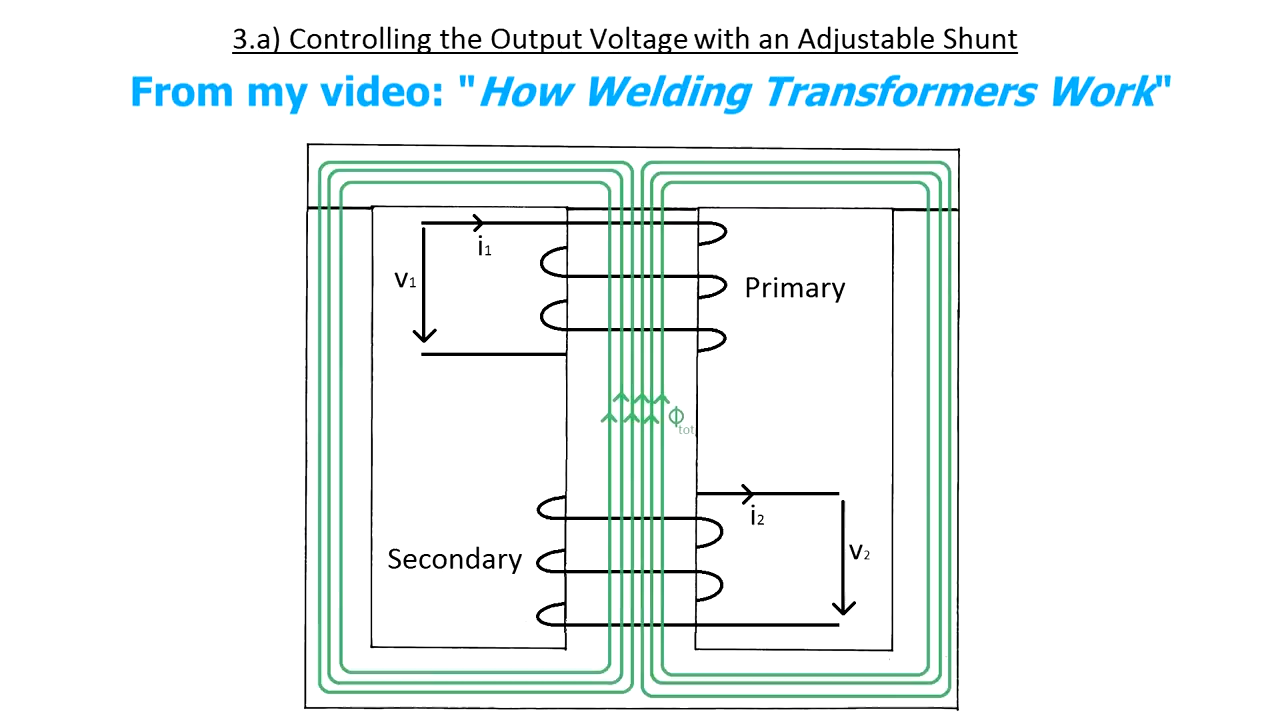 3.a) Controlling the Output Voltage with an Adjustable Shunt
From my video: "How Welding Transformers Work"
i1
v1
Primary
ϕtot
i2
Secondary
v2